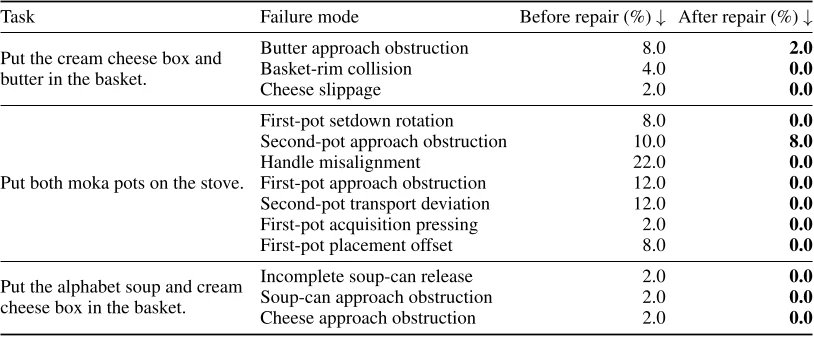 Task Failure mode Before repair (%) ↓ After repair (%) ↓
Put the cream cheese box and butter in the basket.
Butter approach obstruction 8.0 2.0
Basket-rim collision 4.0 0.0
Cheese slippage 2.0 0.0
Put both moka pots on the stove.
First-pot setdown rotation 8.0 0.0
Second-pot approach obstruction 10.0 8.0
Handle misalignment 22.0 0.0
First-pot approach obstruction 12.0 0.0
Second-pot transport deviation 12.0 0.0
First-pot acquisition pressing 2.0 0.0
First-pot placement offset 8.0 0.0
Put the alphabet soup and cream cheese box in the basket.
Incomplete soup-can release 2.0 0.0
Soup-can approach obstruction 2.0 0.0
Cheese approach obstruction 2.0 0.0